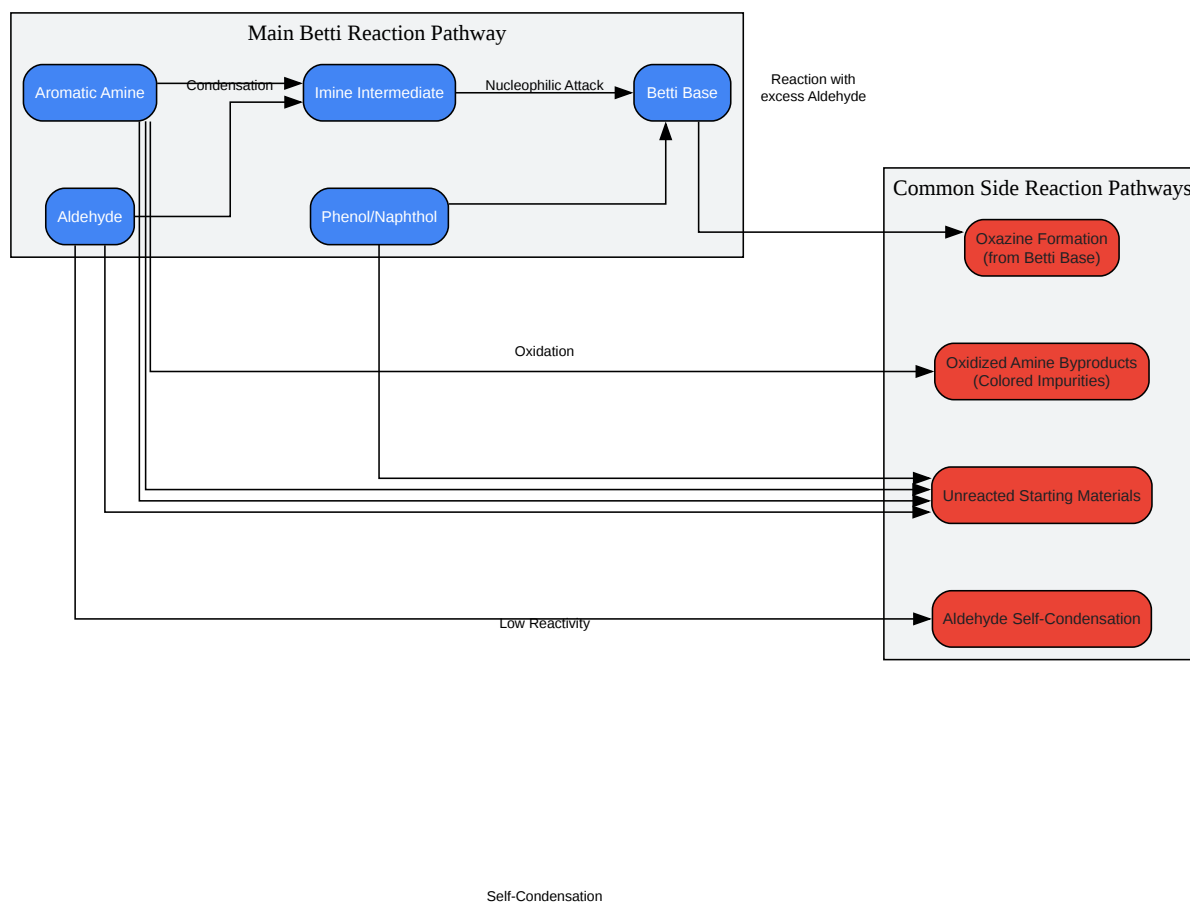 Main Betti Reaction Pathway
Aromatic Amine
Condensation
Imine Intermediate
Nucleophilic Attack
Betti Base
Reaction with
excess Aldehyde
Aldehyde
Phenol/Naphthol
Common Side Reaction Pathways
Oxazine Formation
(from Betti Base)
Oxidation
Oxidized Amine Byproducts
(Colored Impurities)
Unreacted Starting Materials
Low Reactivity
Aldehyde Self-Condensation
Self-Condensation